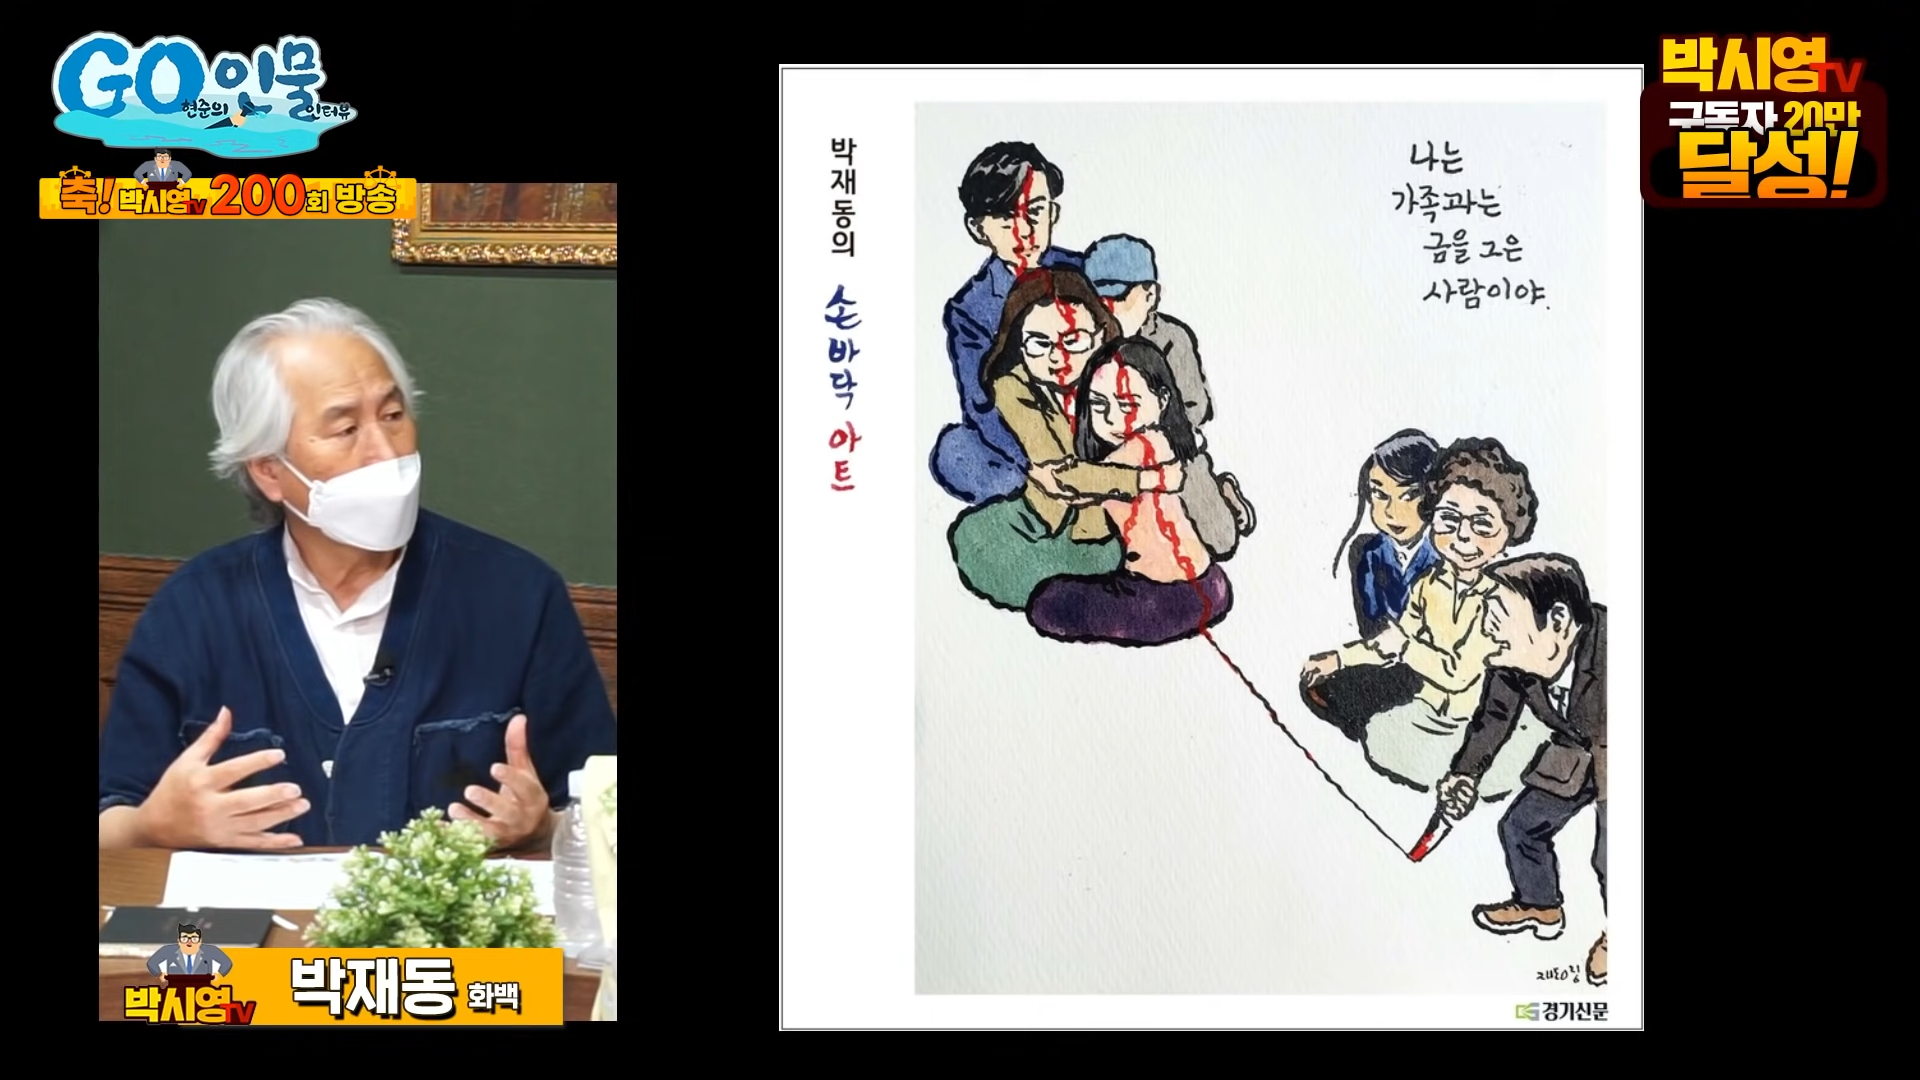 GO인물
현준의
인터뷰
축! 박시영TV 200회 방송
박시영TV
구독자 20만
달성!
박재동의 손바닥 아트
나는
가족과는
금을 그은
사람이야.
경기신문
박시영TV
박재동 화백